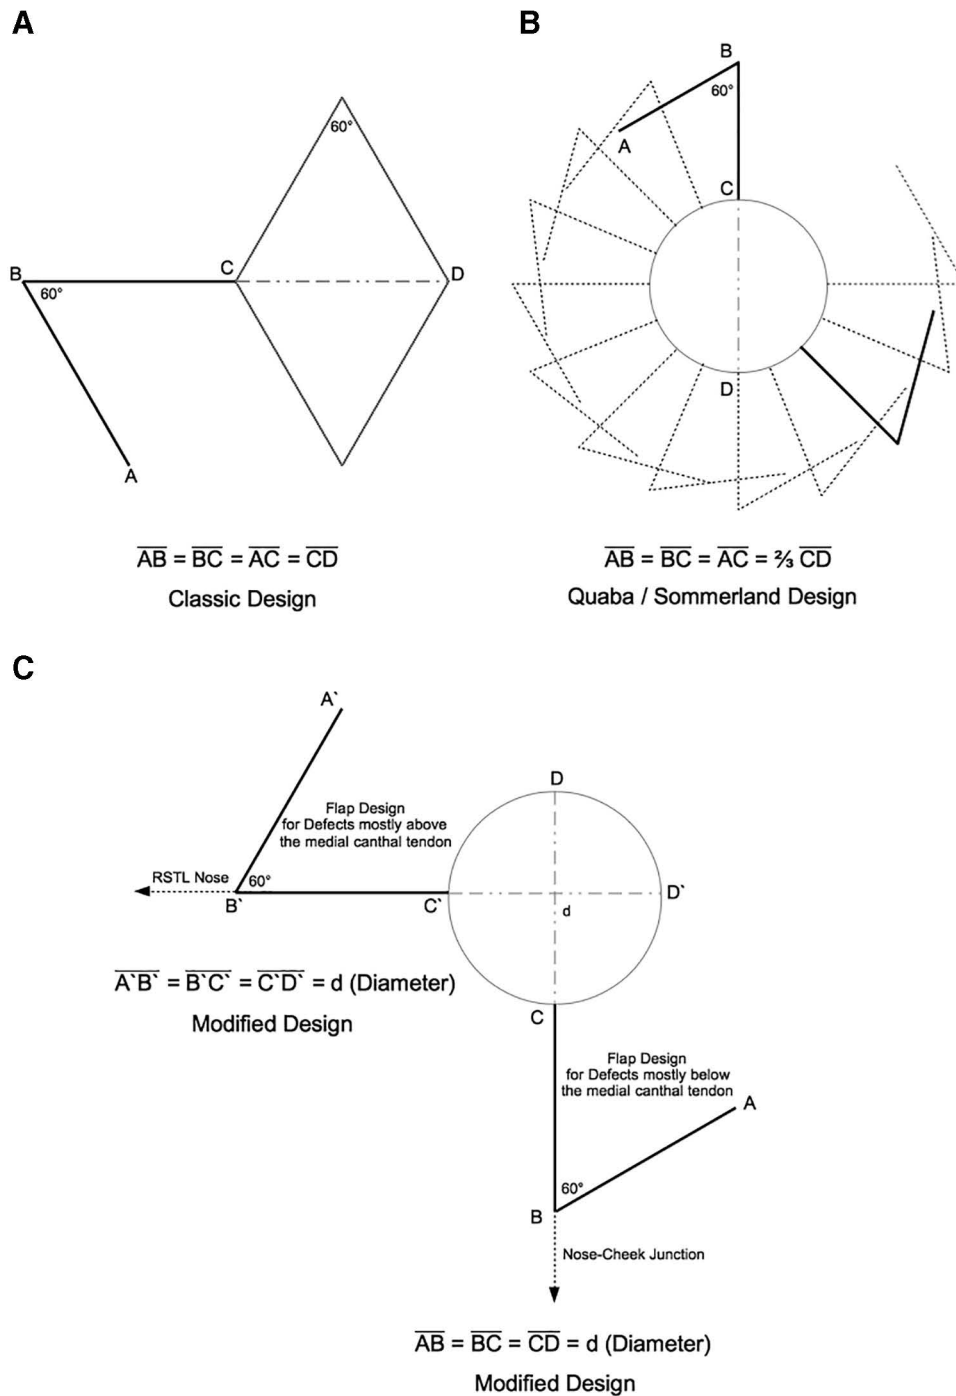 A
60°
B
C
D
60°
A
AB = BC = AC = CD
Classic Design
B
B
60°
A
C
D
AB = BC = AC = ⅔ CD
Quaba / Sommerland Design
C
A`
D
Flap Design
for Defects mostly above
the medial canthal tendon
RSTL Nose
60°
B`
C`
D`
d
A`B` = B`C` = C`D` = d (Diameter)
Modified Design
C
Flap Design
for Defects mostly below
the medial canthal tendon
A
60°
B
Nose-Cheek Junction
AB = BC = CD = d (Diameter)
Modified Design